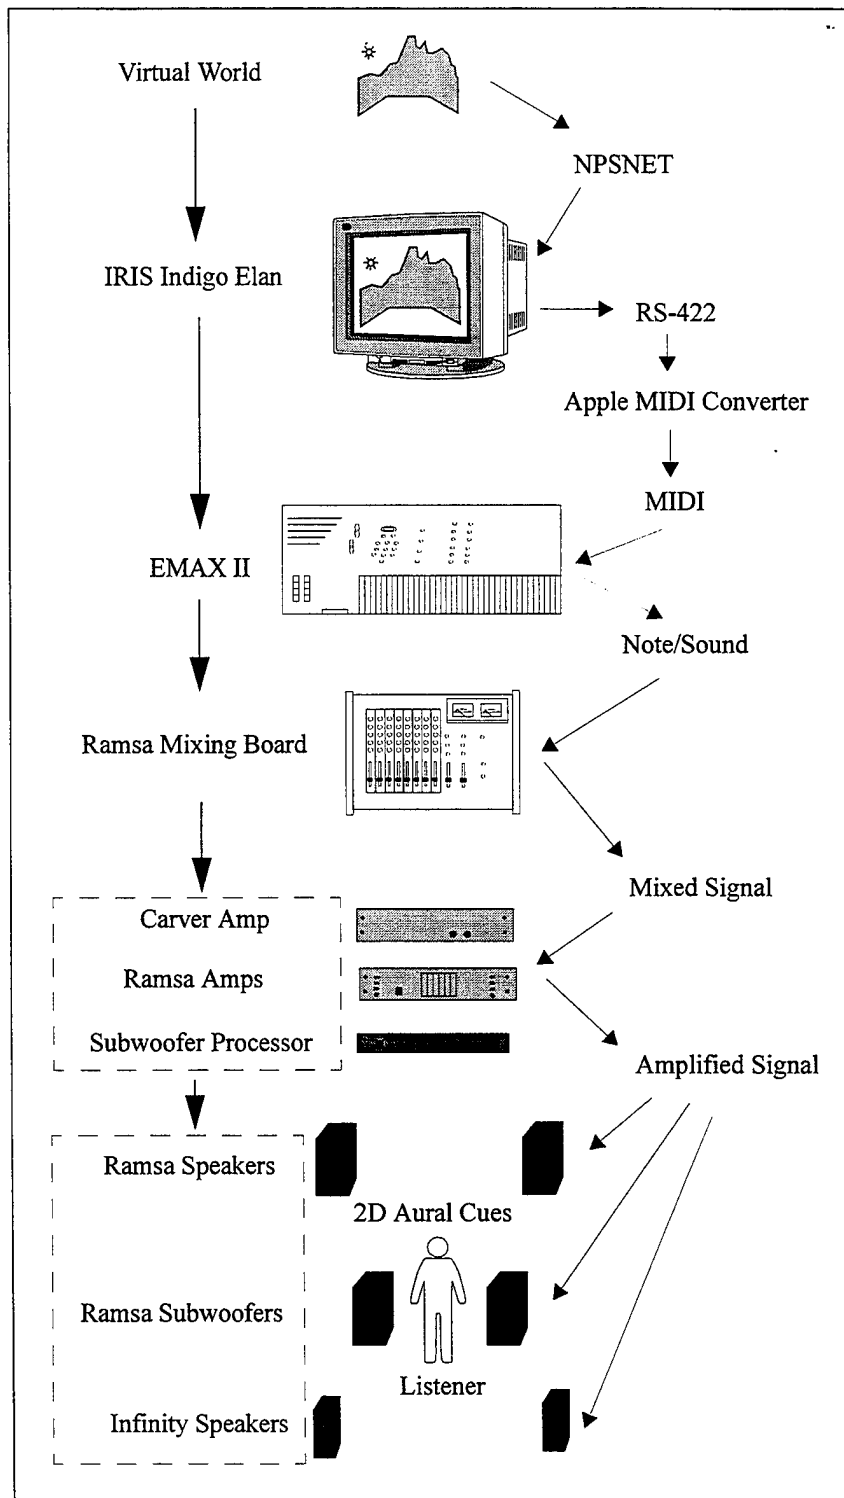 Virtual World
NPSNET
IRIS Indigo Elan
RS-422
Apple MIDI Converter
MIDI
EMAX II
Note/Sound
Ramsa Mixing Board
Mixed Signal
Carver Amp
Ramsa Amps
Subwoofer Processor
Amplified Signal
Ramsa Speakers
2D Aural Cues
Ramsa Subwoofers
Listener
Infinity Speakers